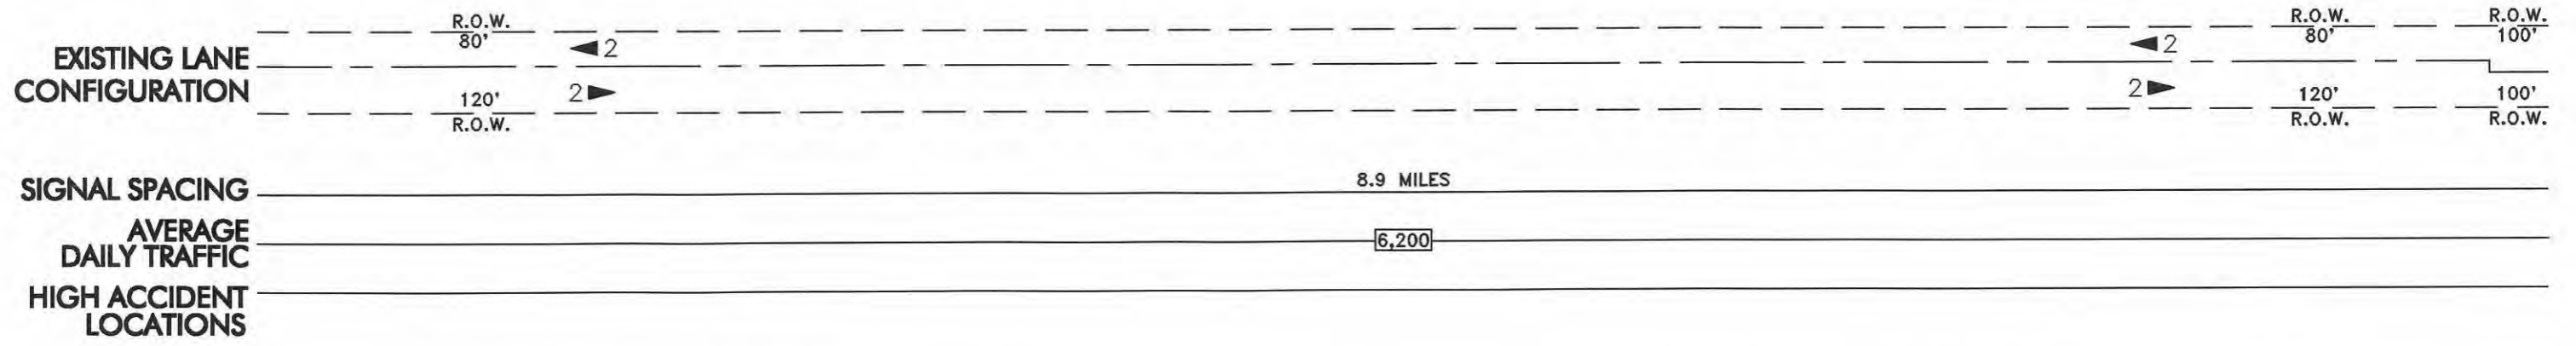 EXISTING LANE
CONFIGURATION
R.O.W.
80'
2
2
120'
R.O.W.
2
2
R.O.W.
80'
120'
R.O.W.
R.O.W.
100'
100'
R.O.W.
SIGNAL SPACING
8.9 MILES
AVERAGE
DAILY TRAFFIC
6,200
HIGH ACCIDENT
LOCATIONS